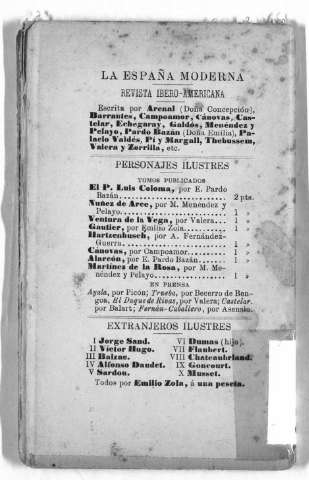 LA ESPAÑA MODERNA
REVISTA IBERO-AMERICANA
Escrita por Arenal (Doña Concepción),
Barrantes, Campoamor, Cánovas, Cas-
telar, Echegaray, Galdós, Menéndez y
Pelayo, Pardo Bazán (Doña Emilia), Pa-
lacio Valdés, Pi y Margall, Thebussem,
Valera y Zorrilla, etc.
PERSONAJES ILUSTRES
TOMOS PUBLICADOS
El P. Luis Coloma, por E. Pardo
Bazán.................................. 2 pts.
Nuñez de Arce, por M. Menéndez y
Pelayo................................. 1 »
Ventura de la Vega, por Valera... 1 »
Gautier, por Emilio Zola............ 1 »
Hartzenbusch, por A. Fernández-
Guerra................................. 1 »
Cánovas, por Campoamor........... 1 »
Alarcón, por E. Pardo Bazán....... 1 »
Martínez de la Rosa, por M. Me-
néndez y Pelayo..................... 1 »
EN PRENSA
Ayala, por Picón; Trueba, por Becerro de Ben-
goa, El Duque de Rivas, por Valera; Castelar,
por Balart; Fernán-Caballero, por Asensio.
EXTRANJEROS ILUSTRES
I Jorge Sand. VI Dumas (hijo).
II Víctor Hugo. VII Flaubert.
III Balzac. VIII Chateaubriand.
IV Alfonso Daudet. IX Goncourt.
V Sardou. X Musset.
Todos por Emilio Zola, á una peseta.